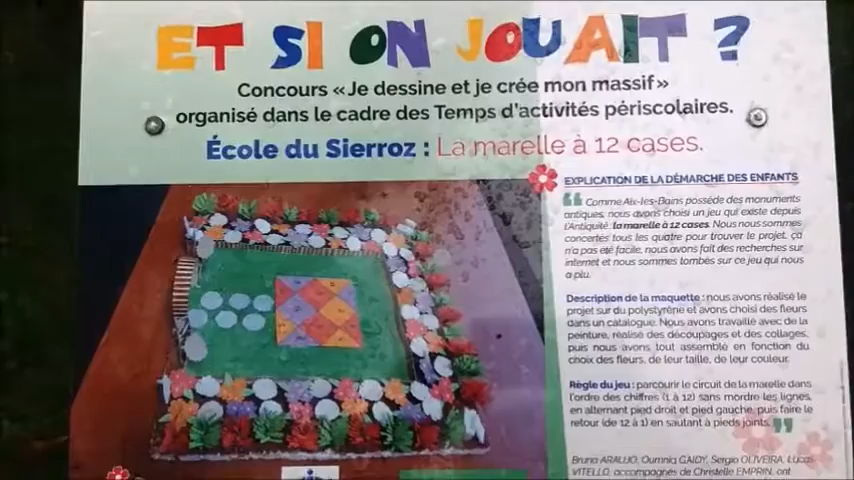 ET SI ON JOUAIT ?
Concours «Je dessine et je crée mon massif»
organisé dans le cadre des Temps d'activités périscolaires.
École du Sierroz : La marelle à 12 cases.
EXPLICATION DE LA DÉMARCHE DES ENFANTS
Comme Aix-les-Bains possède des monuments
antiques, nous avons choisi un jeu qui existe depuis
l'Antiquité : la marelle à 12 cases. Nous nous sommes
concertés tous les quatre pour trouver le projet. ça
n'a pas été facile, nous avons fait des recherches sur
internet et nous sommes tombés sur ce jeu qui nous
a plu.
Description de la maquette : nous avons réalisé le
projet sur du polystyrène et avons choisi des fleurs
dans un catalogue. Nous avons travaillé avec de la
peinture, réalisé des découpages et des collages,
puis nous avons tout assemblé en fonction du
choix des fleurs, de leur taille, de leur couleur.
Règle du jeu : parcourir le circuit de la marelle dans
l'ordre des chiffres (1 à 12) sans mordre les lignes,
en alternant pied droit et pied gauche puis faire le
retour (de 12 à 1) en sautant à pieds joints.
Bruno ARAUJO, Oumniq GAIDY, Sergio OLIVEIRA, Lucas
VITELLO, accompagnés de Christelle EMPRIN, ont